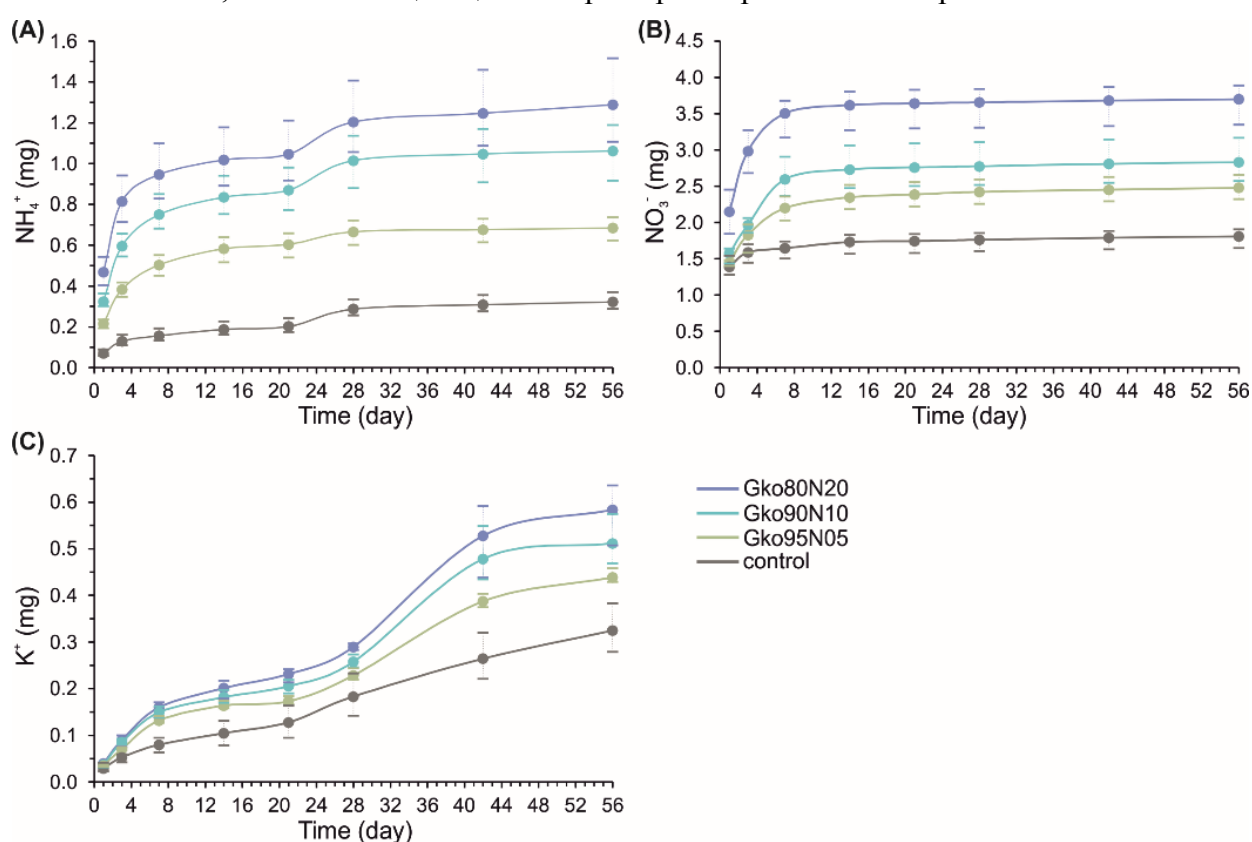 (A)
1.6
1.4
1.2
1.0
0.8
0.6
0.4
0.2
0.0
NH₄⁺ (mg)
0 4 8 12 16 20 24 28 32 36 40 44 48 52 56
Time (day)
(B)
4.5
4.0
3.5
3.0
2.5
2.0
1.5
1.0
0.5
0.0
NO₃⁻ (mg)
0 4 8 12 16 20 24 28 32 36 40 44 48 52 56
Time (day)
(C)
0.7
0.6
0.5
0.4
0.3
0.2
0.1
0.0
K⁺ (mg)
0 4 8 12 16 20 24 28 32 36 40 44 48 52 56
Time (day)
Gko80N20
Gko90N10
Gko95N05
control